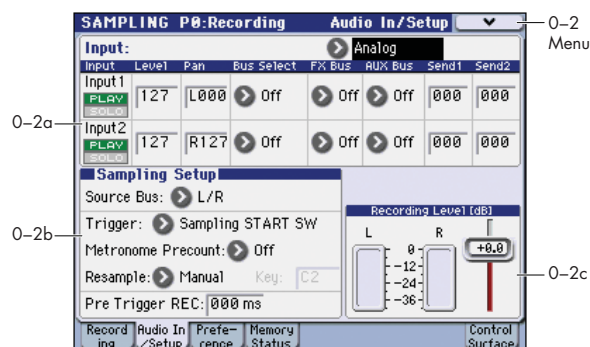 SAMPLING P0:Recording Audio In/Setup
0–2
Menu
Input: Analog
Input Level Pan Bus Select FX Bus AUX Bus Send1 Send2
Input1
PLAY 127 L000 Off Off Off 000 000
SOLO
0–2a
Input2
PLAY 127 R127 Off Off Off 000 000
SOLO
Sampling Setup
Source Bus: L/R
Trigger: Sampling START SW
0–2b
Metronome Precount: Off
Resample: Manual Key: C2
Pre Trigger REC: 000 ms
Recording Level [dB]
L R
0
-12
-24
-36
+0.0
0–2c
Record
ing
Audio In
/Setup
Prefe-
rence
Memory
Status
Control
Surface